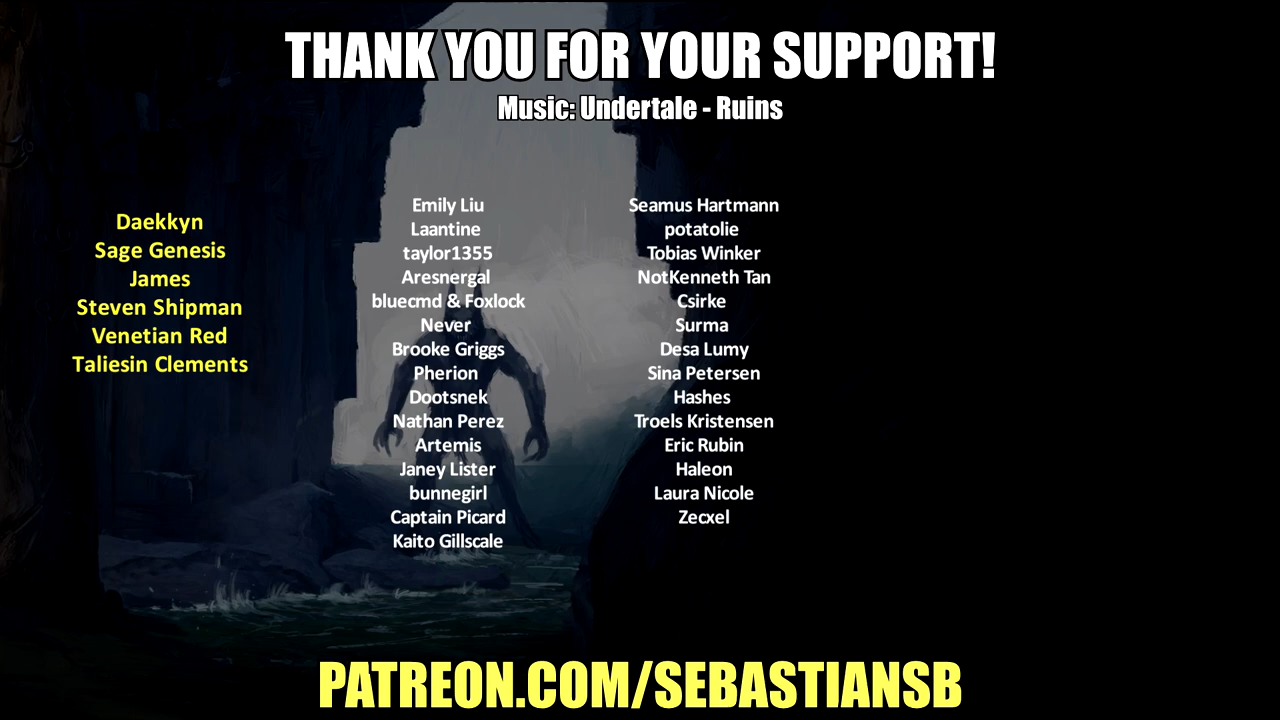 THANK YOU FOR YOUR SUPPORT!
Music: Undertale - Ruins
Daekkyn
Sage Genesis
James
Steven Shipman
Venetian Red
Taliesin Clements
Emily Liu
Laantine
taylor1355
Aresnergal
bluecmd & Foxlock
Never
Brooke Griggs
Pherion
Dootsnek
Nathan Perez
Artemis
Janey Lister
bunnegirl
Captain Picard
Kaito Gillscale
Seamus Hartmann
potatolie
Tobias Winker
NotKenneth Tan
Csirke
Surma
Desa Lumy
Sina Petersen
Hashes
Troels Kristensen
Eric Rubin
Haleon
Laura Nicole
Zecxel
PATREON.COM/SEBASTIANSB